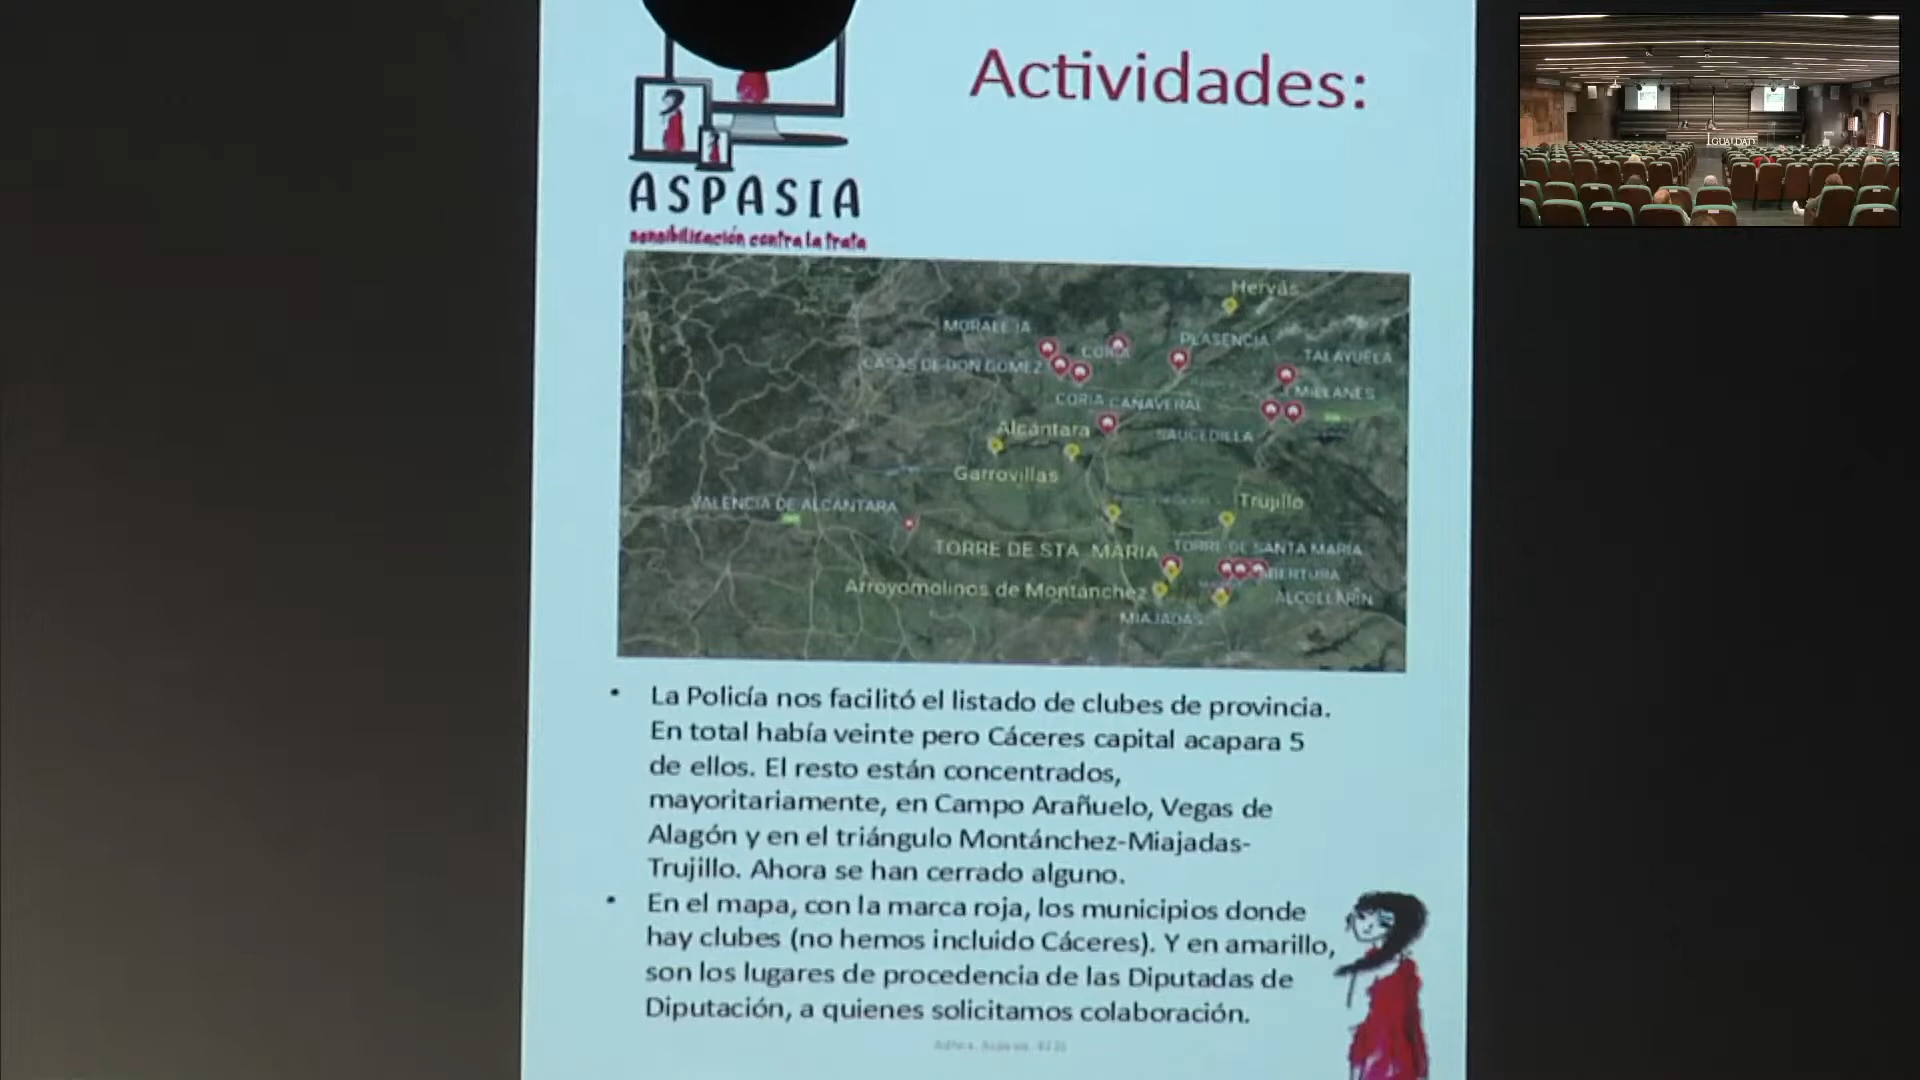 Actividades:
ASPASIA
sensibilización contra la trata
Hervás
MORALEJA
PLASENCIA
CORIA
TALAYUELA
CASAS DE DON GOMEZ
MILLANES
CORIA CAÑAVERAL
Alcántara
SAUCEDILLA
Garrovillas
VALENCIA DE ALCANTARA
Trujillo
TORRE DE STA MARIA
TORRE DE SANTA MARIA
ABERTURA
Arroyomolinos de Montánchez
ALCOLLARIN
MIAJADAS
• La Policía nos facilitó el listado de clubes de provincia.
En total había veinte pero Cáceres capital acapara 5
de ellos. El resto están concentrados,
mayoritariamente, en Campo Arañuelo, Vegas de
Alagón y en el triángulo Montánchez-Miajadas-
Trujillo. Ahora se han cerrado alguno.
• En el mapa, con la marca roja, los municipios donde
hay clubes (no hemos incluido Cáceres). Y en amarillo,
son los lugares de procedencia de las Diputadas de
Diputación, a quienes solicitamos colaboración.
IGUALDAD